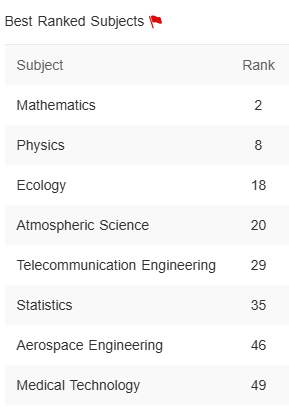 Best Ranked Subjects
Subject Rank
Mathematics 2
Physics 8
Ecology 18
Atmospheric Science 20
Telecommunication Engineering 29
Statistics 35
Aerospace Engineering 46
Medical Technology 49